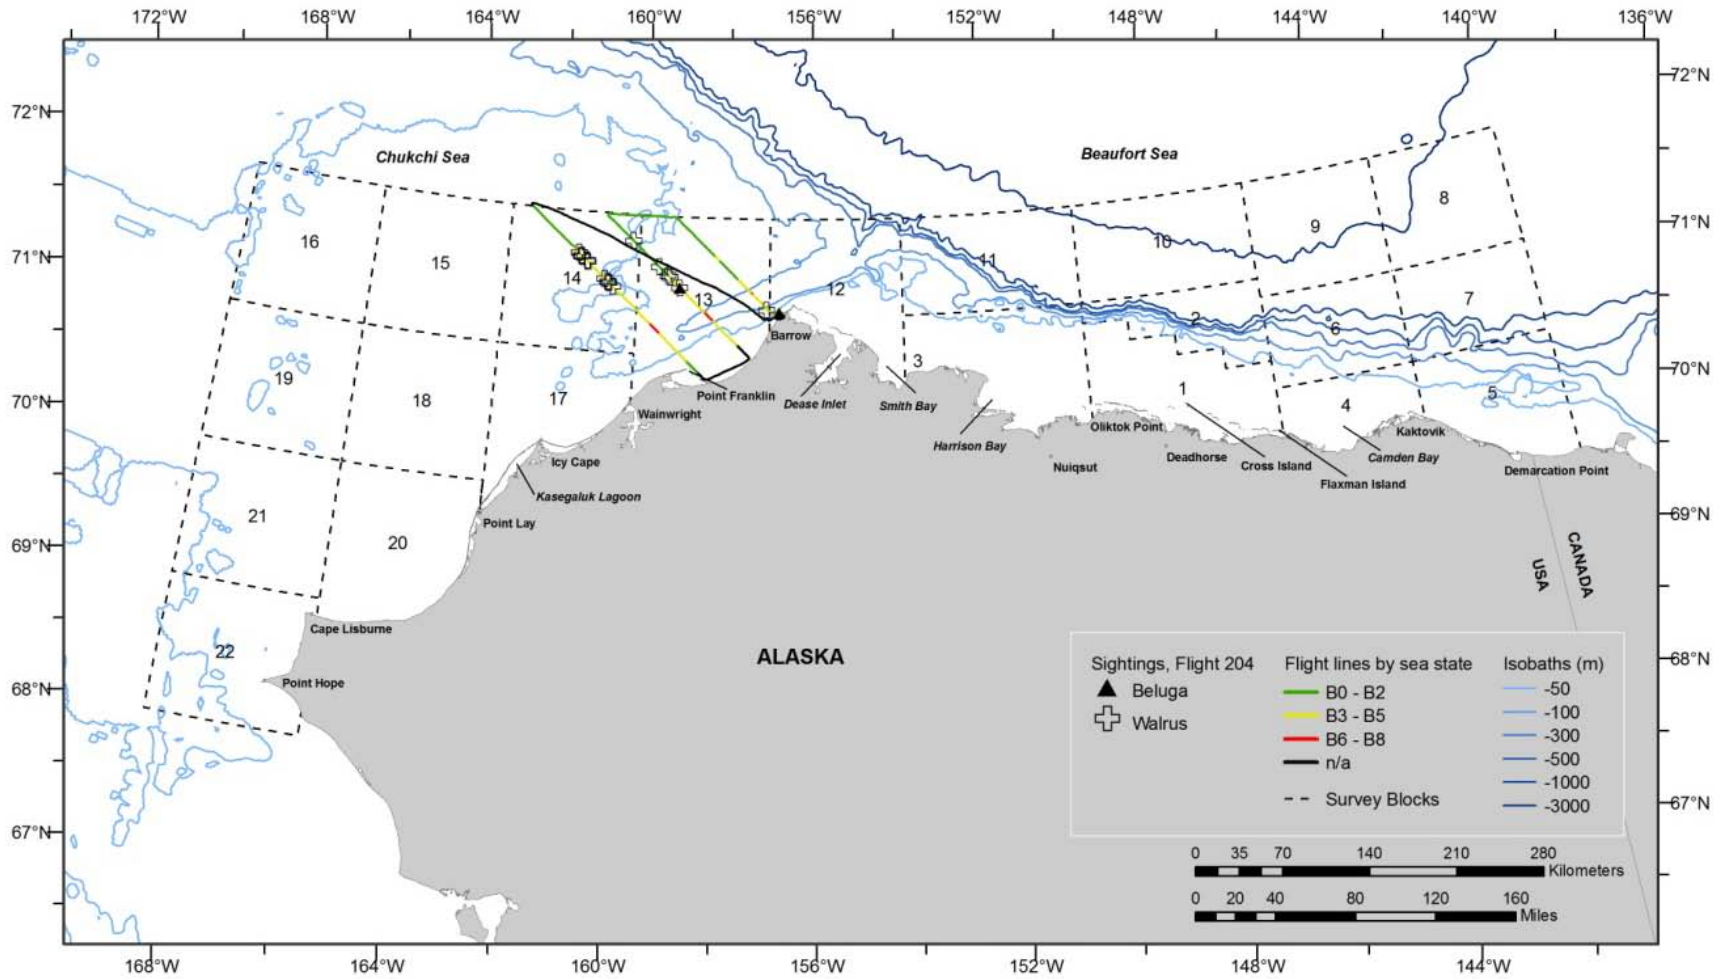 172°W 168°W 164°W 160°W 156°W 152°W 148°W 144°W 140°W 136°W
72°N 72°N
Chukchi Sea Beaufort Sea
8
9
16 15 10
71°N 71°N
11
14 13 12
7
2 6
Barrow
70°N
3
19 18 17 1 4 5
70°N
Point Franklin
Dease Inlet Smith Bay
Wainwright
Harrison Bay Oliktok Point Kaktovik
Icy Cape Nuiqsut Deadhorse Cross Island Camden Bay Demarcation Point
Flaxman Island
Kasegaluk Lagoon
21 Point Lay
69°N
20
69°N
USA CANADA
Cape Lisburne
22
ALASKA
68°N
Point Hope
68°N
Sightings, Flight 204
Beluga
Walrus
Flight lines by sea state
B0 - B2
B3 - B5
B6 - B8
n/a
Survey Blocks
Isobaths (m)
-50
-100
-300
-500
-1000
-3000
67°N 67°N
0 35 70 140 210 280
Kilometers
0 20 40 80 120 160
Miles
168°W 164°W 160°W 156°W 152°W 148°W 144°W 140°W